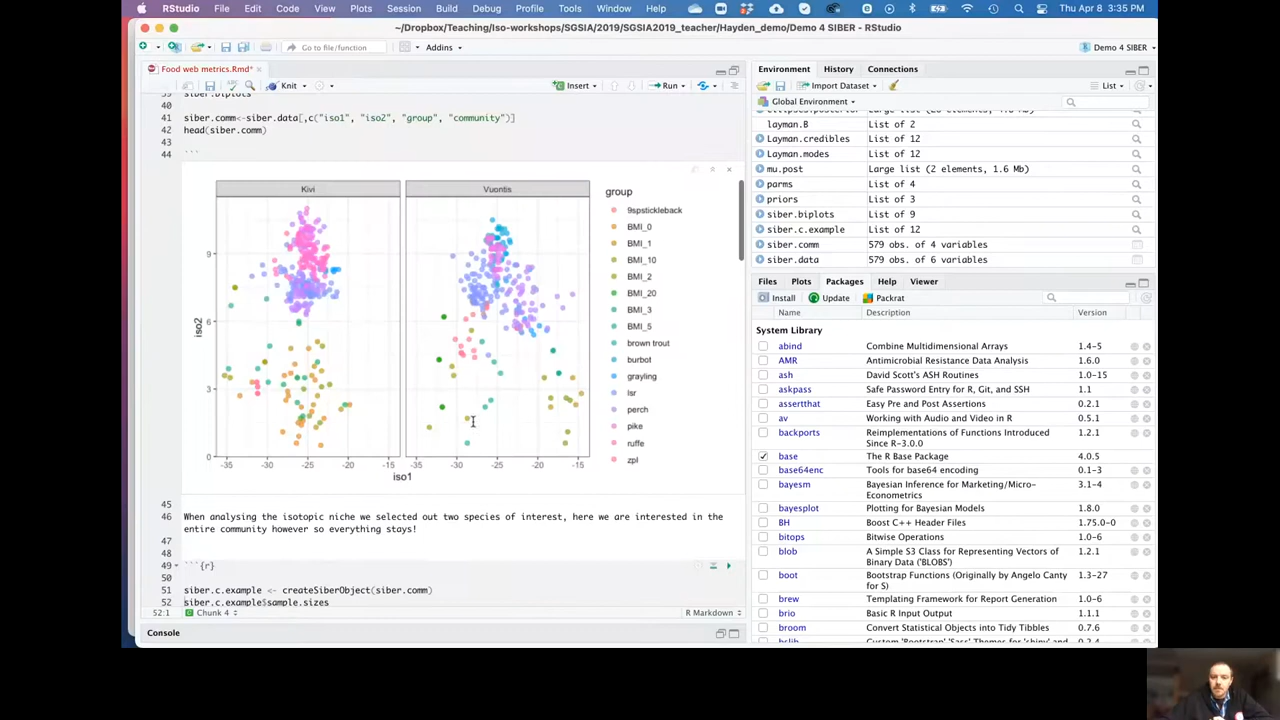 RStudio File Edit Code View Plots Session Build Debug Profile Tools Window Help Thu Apr 8 3:35 PM
~/Dropbox/Teaching/Iso-workshops/SGSIA/2019/SGSIA2019_teacher/Hayden_demo/Demo 4 SIBER - RStudio
Go to file/function Addins Demo 4 SIBER
Food web metrics.Rmd*
Knit Insert Run
siber.biplots
40
41 siber.comm<-siber.data[,c("iso1", "iso2", "group", "community")]
42 head(siber.comm)
43
44 ```
Kivi Vuontis
group
9spstickleback
BMI_0
BMI_1
BMI_10
BMI_2
BMI_20
BMI_3
BMI_5
brown trout
burbot
grayling
lsr
perch
pike
ruffe
zpl
iso2
9
6
3
0
-35 -30 -25 -20 -15 -35 -30 -25 -20 -15
iso1
45
46 When analysing the isotopic niche we selected out two species of interest, here we are interested in the
entire community however so everything stays!
47
48
49 ```{r}
50
51 siber.c.example <- createSiberObject(siber.comm)
52 siber.c.example$sample.sizes
52:1 Chunk 4 R Markdown
Console
Environment History Connections
Import Dataset List
Global Environment
layman.B List of 2
Layman.credibles List of 12
Layman.modes List of 12
mu.post Large list (2 elements, 1.6 Mb)
parms List of 4
priors List of 3
siber.biplots List of 9
siber.c.example List of 12
siber.comm 579 obs. of 4 variables
siber.data 579 obs. of 6 variables
Files Plots Packages Help Viewer
Install Update Packrat
Name Description Version
System Library
abind Combine Multidimensional Arrays 1.4-5
AMR Antimicrobial Resistance Data Analysis 1.6.0
ash David Scott's ASH Routines 1.0-15
askpass Safe Password Entry for R, Git, and SSH 1.1
assertthat Easy Pre and Post Assertions 0.2.1
av Working with Audio and Video in R 0.5.1
backports Reimplementations of Functions Introduced Since R-3.0.0 1.2.1
base The R Base Package 4.0.5
base64enc Tools for base64 encoding 0.1-3
bayesm Bayesian Inference for Marketing/Micro-Econometrics 3.1-4
bayesplot Plotting for Bayesian Models 1.8.0
BH Boost C++ Header Files 1.75.0-0
bitops Bitwise Operations 1.0-6
blob A Simple S3 Class for Representing Vectors of Binary Data ('BLOBS') 1.2.1
boot Bootstrap Functions (Originally by Angelo Canty for S) 1.3-27
brew Templating Framework for Report Generation 1.0-6
brio Basic R Input Output 1.1.1
broom Convert Statistical Objects into Tidy Tibbles 0.7.6